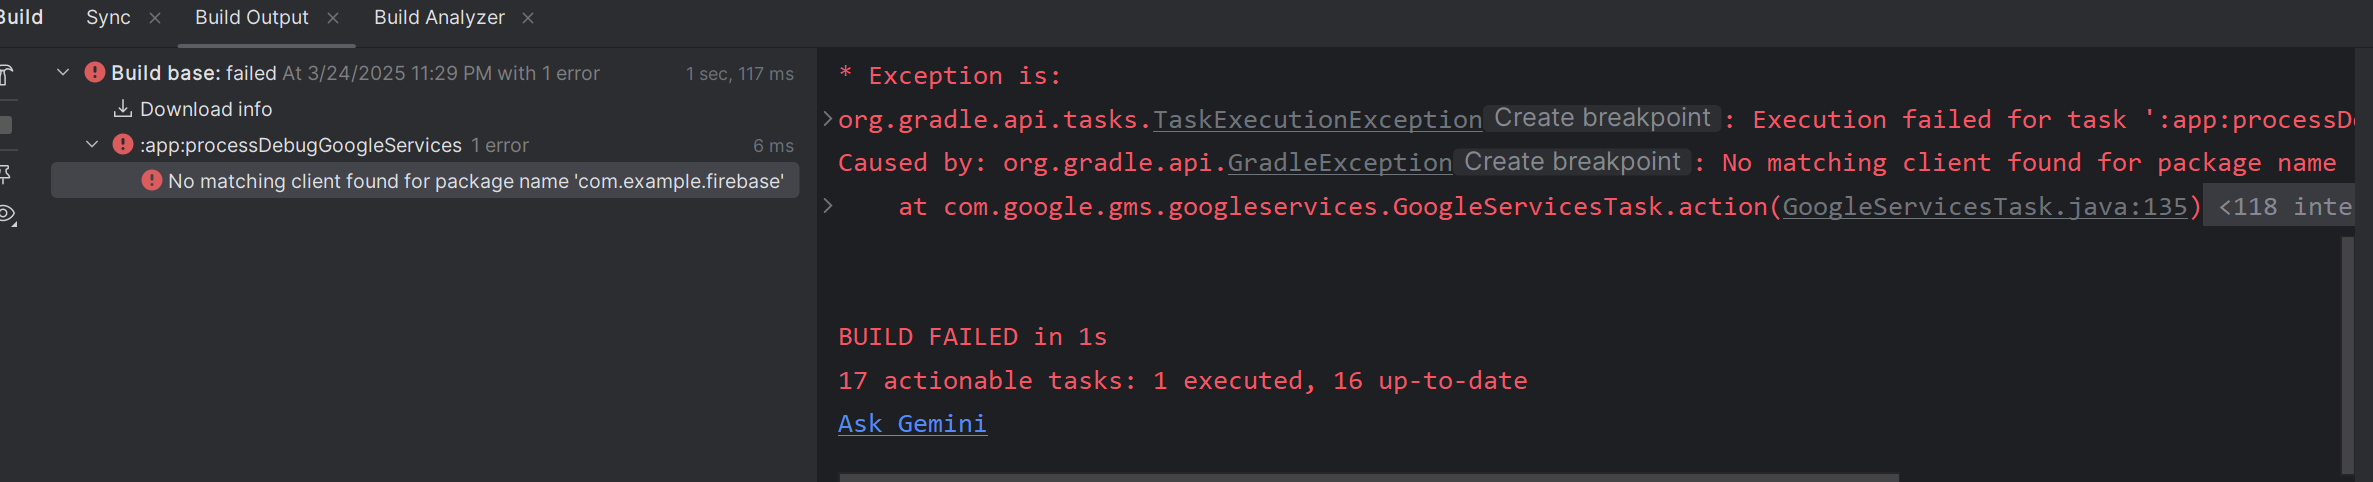 Build Sync Build Output Build Analyzer
Build base: failed At 3/24/2025 11:29 PM with 1 error 1 sec, 117 ms
Download info
:app:processDebugGoogleServices 1 error 6 ms
No matching client found for package name 'com.example.firebase'
* Exception is:
org.gradle.api.tasks.TaskExecutionException Create breakpoint : Execution failed for task ':app:processD
Caused by: org.gradle.api.GradleException Create breakpoint : No matching client found for package name
at com.google.gms.googleservices.GoogleServicesTask.action(GoogleServicesTask.java:135) <118 inte
BUILD FAILED in 1s
17 actionable tasks: 1 executed, 16 up-to-date
Ask Gemini